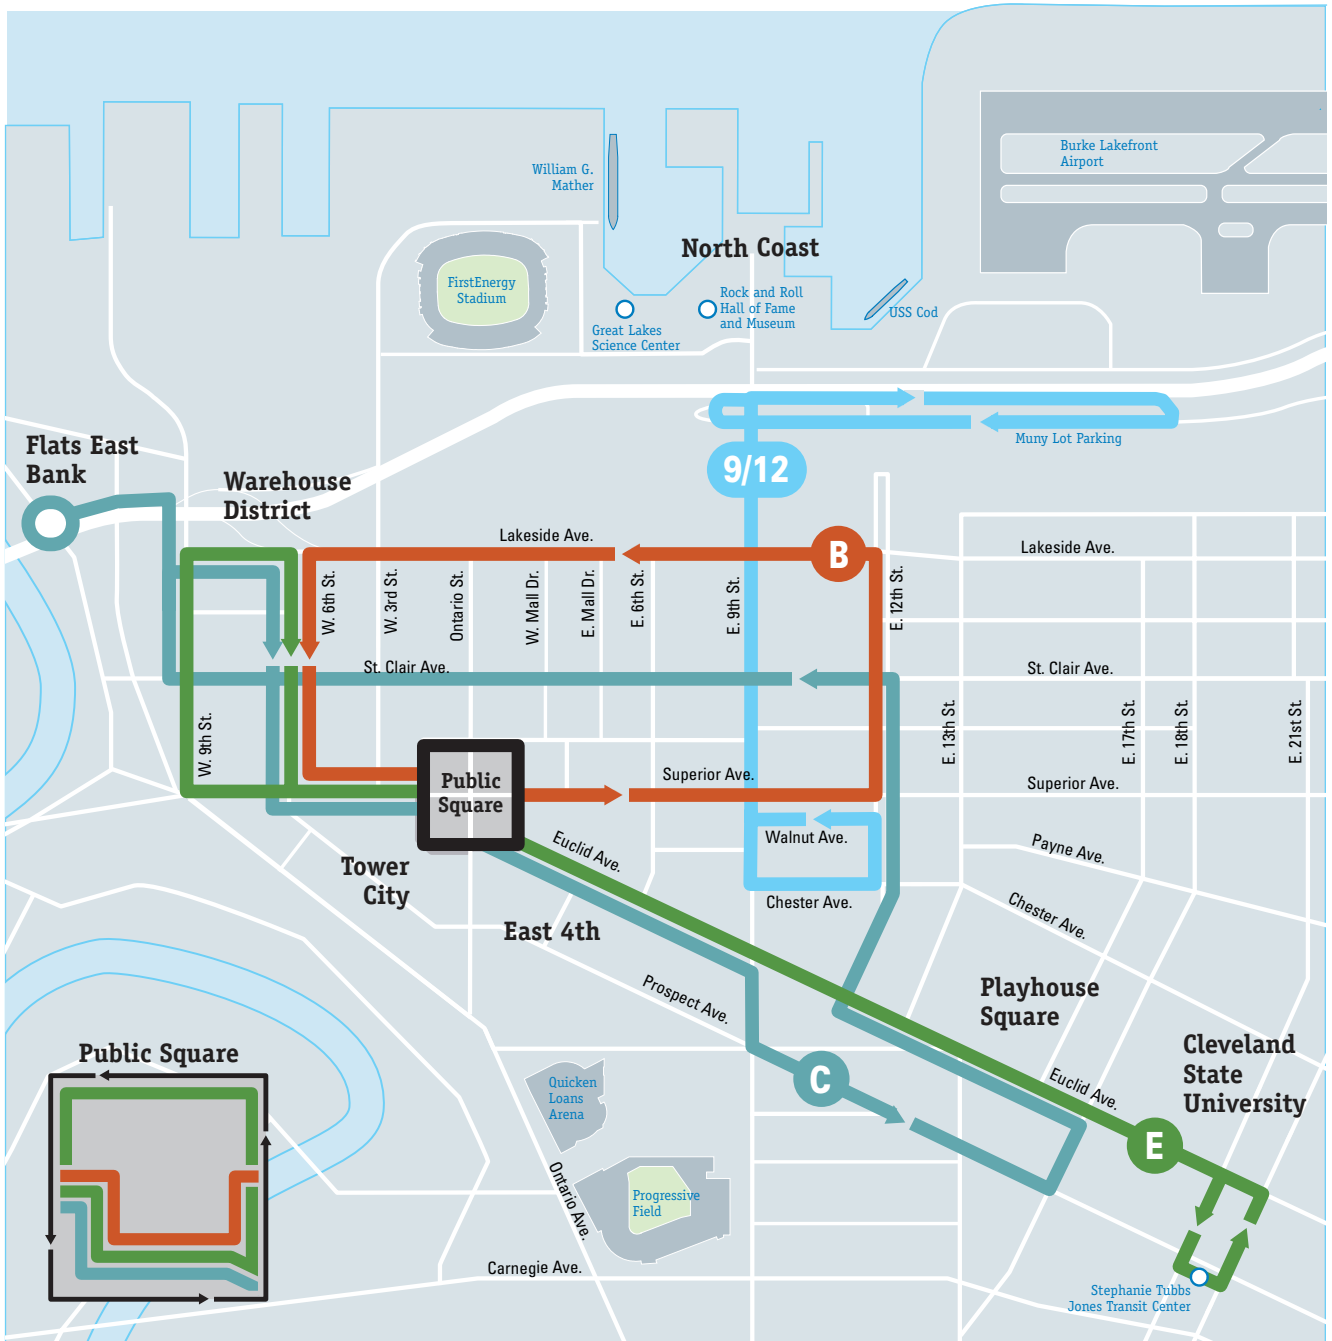 Burke Lakefront
Airport
William G.
Mather
North Coast
FirstEnergy
Stadium
Rock and Roll
Hall of Fame
and Museum
USS Cod
Great Lakes
Science Center
Muny Lot Parking
Flats East
Bank
9/12
Warehouse
District
Lakeside Ave.
B
Lakeside Ave.
W. 6th St.
W. 3rd St.
Ontario St.
W. Mall Dr.
E. Mall Dr.
E. 6th St.
E. 9th St.
E. 12th St.
St. Clair Ave.
St. Clair Ave.
W. 9th St.
E. 13th St.
E. 17th St.
E. 18th St.
E. 21st St.
Public
Square
Superior Ave.
Superior Ave.
Walnut Ave.
Euclid Ave.
Payne Ave.
Tower
City
Chester Ave.
Chester Ave.
East 4th
Prospect Ave.
Playhouse
Square
Public Square
Cleveland
State
University
Quicken
Loans
Arena
C
Euclid Ave.
E
Ontario Ave.
Progressive
Field
Carnegie Ave.
Stephanie Tubbs
Jones Transit Center